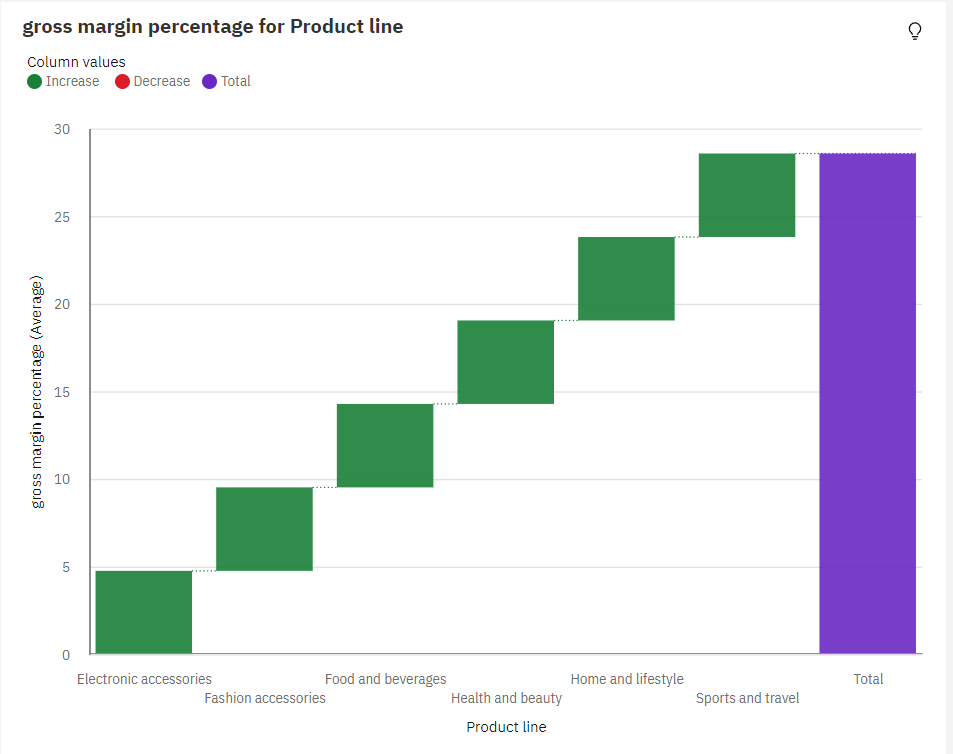 gross margin percentage for Product line
Column values
Increase Decrease Total
30
25
20
15
10
5
0
gross margin percentage (Average)
Electronic accessories Food and beverages Home and lifestyle Total
Fashion accessories Health and beauty Sports and travel
Product line